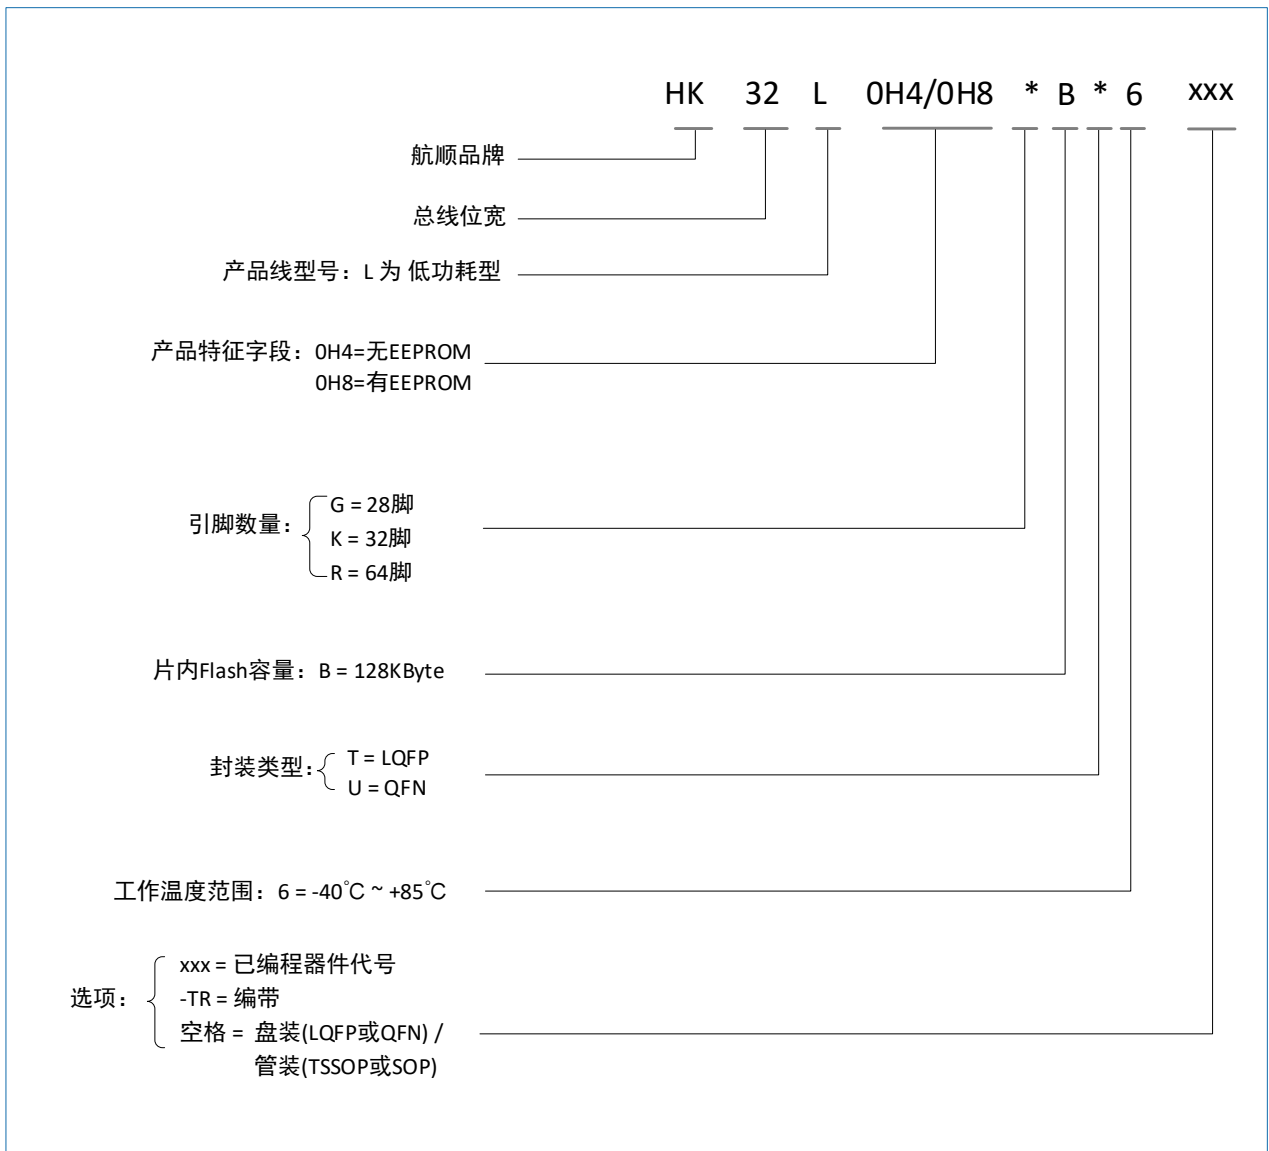 HK 32 L 0H4/0H8 * B * 6 xxx
航顺品牌
总线位宽
产品线型号：L 为 低功耗型
产品特征字段：0H4=无EEPROM
0H8=有EEPROM
引脚数量：
G = 28脚
K = 32脚
R = 64脚
片内Flash容量：B = 128KByte
封装类型:
T = LQFP
U = QFN
工作温度范围：6 = -40℃ ~ +85℃
选项：
xxx = 已编程器件代号
-TR = 编带
空格 = 盘装(LQFP或QFN) /
管装(TSSOP或SOP)